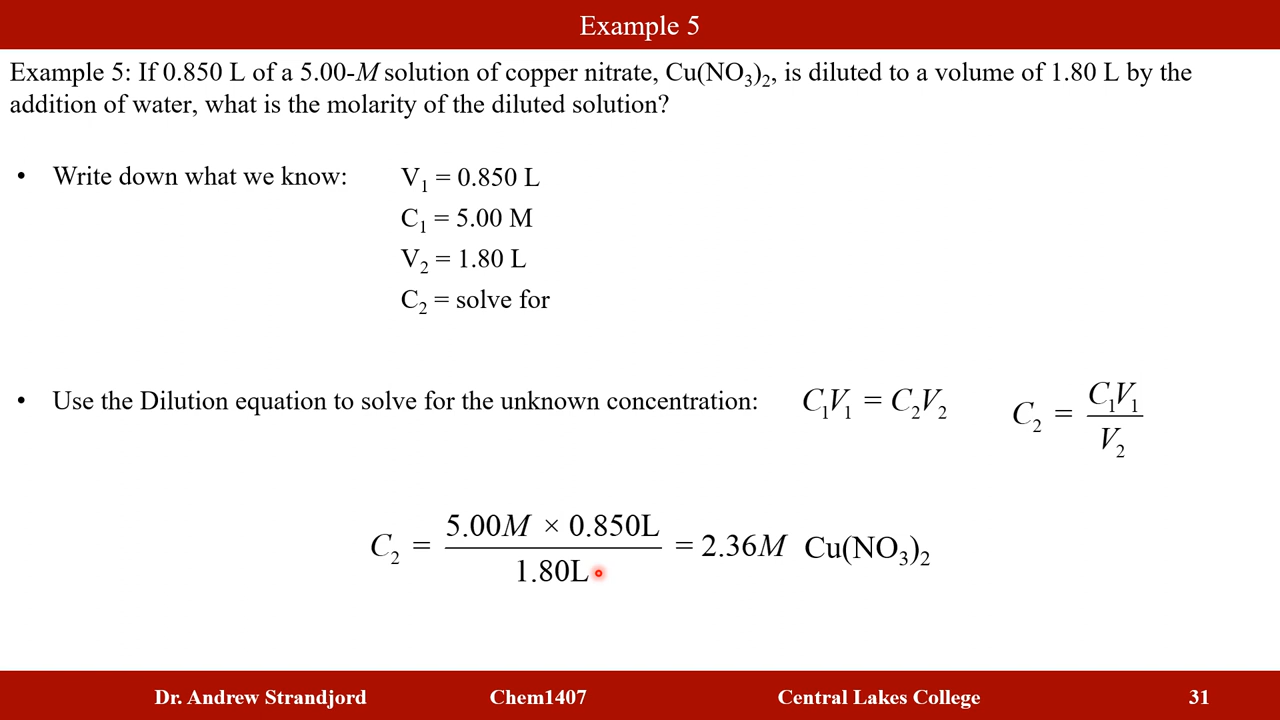 Example 5
Example 5: If 0.850 L of a 5.00-M solution of copper nitrate, Cu(NO₃)₂, is diluted to a volume of 1.80 L by the
addition of water, what is the molarity of the diluted solution?
• Write down what we know: V₁ = 0.850 L
C₁ = 5.00 M
V₂ = 1.80 L
C₂ = solve for
• Use the Dilution equation to solve for the unknown concentration: C₁V₁ = C₂V₂ C₂ = C₁V₁ / V₂
C₂ = 5.00M × 0.850L / 1.80L = 2.36M Cu(NO₃)₂
Dr. Andrew Strandjord Chem1407 Central Lakes College 31